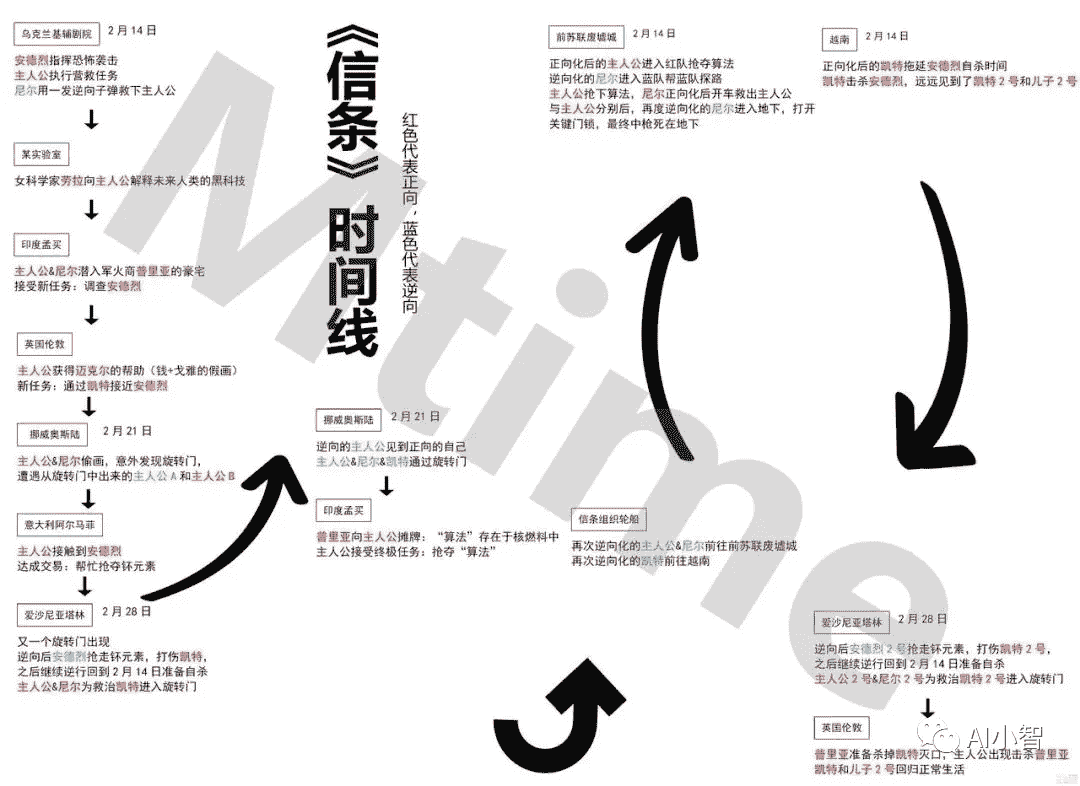 乌克兰基辅剧院 2月14日
安德烈指挥恐怖袭击
主人公执行营救任务
尼尔用一发逆向子弹救下主人公
某实验室
女科学家劳拉向主人公解释未来人类的黑科技
印度孟买
主人公&尼尔潜入军火商普里亚的豪宅
接受新任务：调查安德烈
英国伦敦
主人公获得迈克尔的帮助（钱+戈雅的假画）
新任务：通过凯特接近安德烈
挪威奥斯陆 2月21日
主人公&尼尔偷画，意外发现旋转门，
遭遇从旋转门中出来的主人公A和主人公B
意大利阿尔马菲
主人公接触到安德烈
达成交易：帮忙抢夺钚元素
爱沙尼亚塔林 2月28日
又一个旋转门出现
逆向后安德烈抢走钚元素，打伤凯特，
之后继续逆行回到2月14日准备自杀
主人公&尼尔为救治凯特进入旋转门
《信条》时间线
红色代表正向，蓝色代表逆向
挪威奥斯陆 2月21日
逆向的主人公见到正向的自己
主人公&尼尔&凯特通过旋转门
印度孟买
普里亚向主人公摊牌：“算法”存在于核燃料中
主人公接受终极任务：抢夺“算法”
信条组织轮船
再次逆向化的主人公&尼尔前往前苏联废墟城
再次逆向化的凯特前往越南
前苏联废墟城 2月14日
正向化后的主人公进入红队抢夺算法
逆向化的尼尔进入蓝队帮蓝队探路
主人公抢下算法，尼尔正向化后开车救出主人公
与主人公分别后，再度逆向化的尼尔进入地下，打开
关键门锁，最终中枪死在地下
越南 2月14日
正向化后的凯特拖延安德烈自杀时间
凯特击杀安德烈，远远见到了凯特2号和儿子2号
爱沙尼亚塔林 2月28日
逆向后安德烈2号抢走钚元素，打伤凯特2号，
之后继续逆行回到2月14日准备自杀
主人公2号&尼尔2号为救治凯特2号进入旋转门
英国伦敦
普里亚准备杀掉凯特灭口，主人公出现击杀普里亚
凯特和儿子2号回归正常生活
Mtime
AI小智